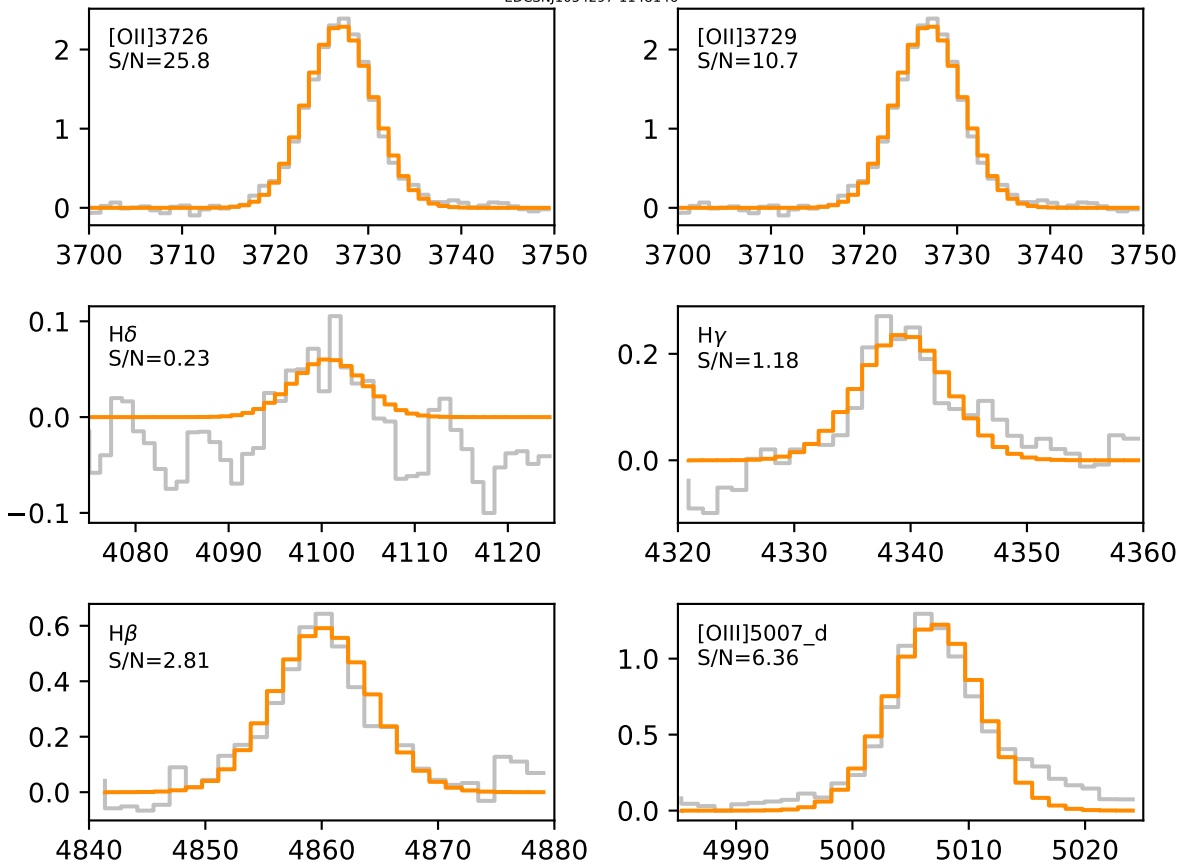 [OII]3726
S/N=25.8
2
1
0
3700 3710 3720 3730 3740 3750
[OII]3729
S/N=10.7
2
1
0
3700 3710 3720 3730 3740 3750
Hδ
S/N=0.23
0.1
0.0
−0.1
4080 4090 4100 4110 4120
Hγ
S/N=1.18
0.2
0.0
4320 4330 4340 4350 4360
Hβ
S/N=2.81
0.6
0.4
0.2
0.0
4840 4850 4860 4870 4880
[OIII]5007_d
S/N=6.36
1.0
0.5
0.0
4990 5000 5010 5020